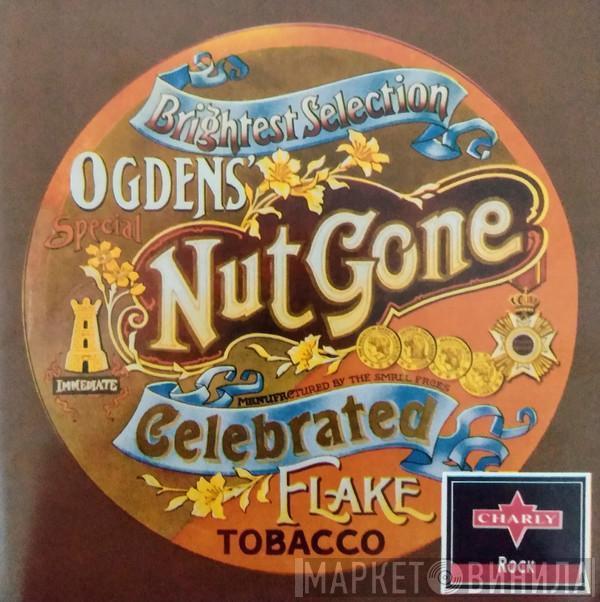 Brightest Selection
OGDENS'
Special
Nut Gone
IMMEDIATE
MANUFACTURED BY THE SMALL FACES
Celebrated
FLAKE
TOBACCO
CHARLY
ROCK
МАРКЕТ ВИНИЛА